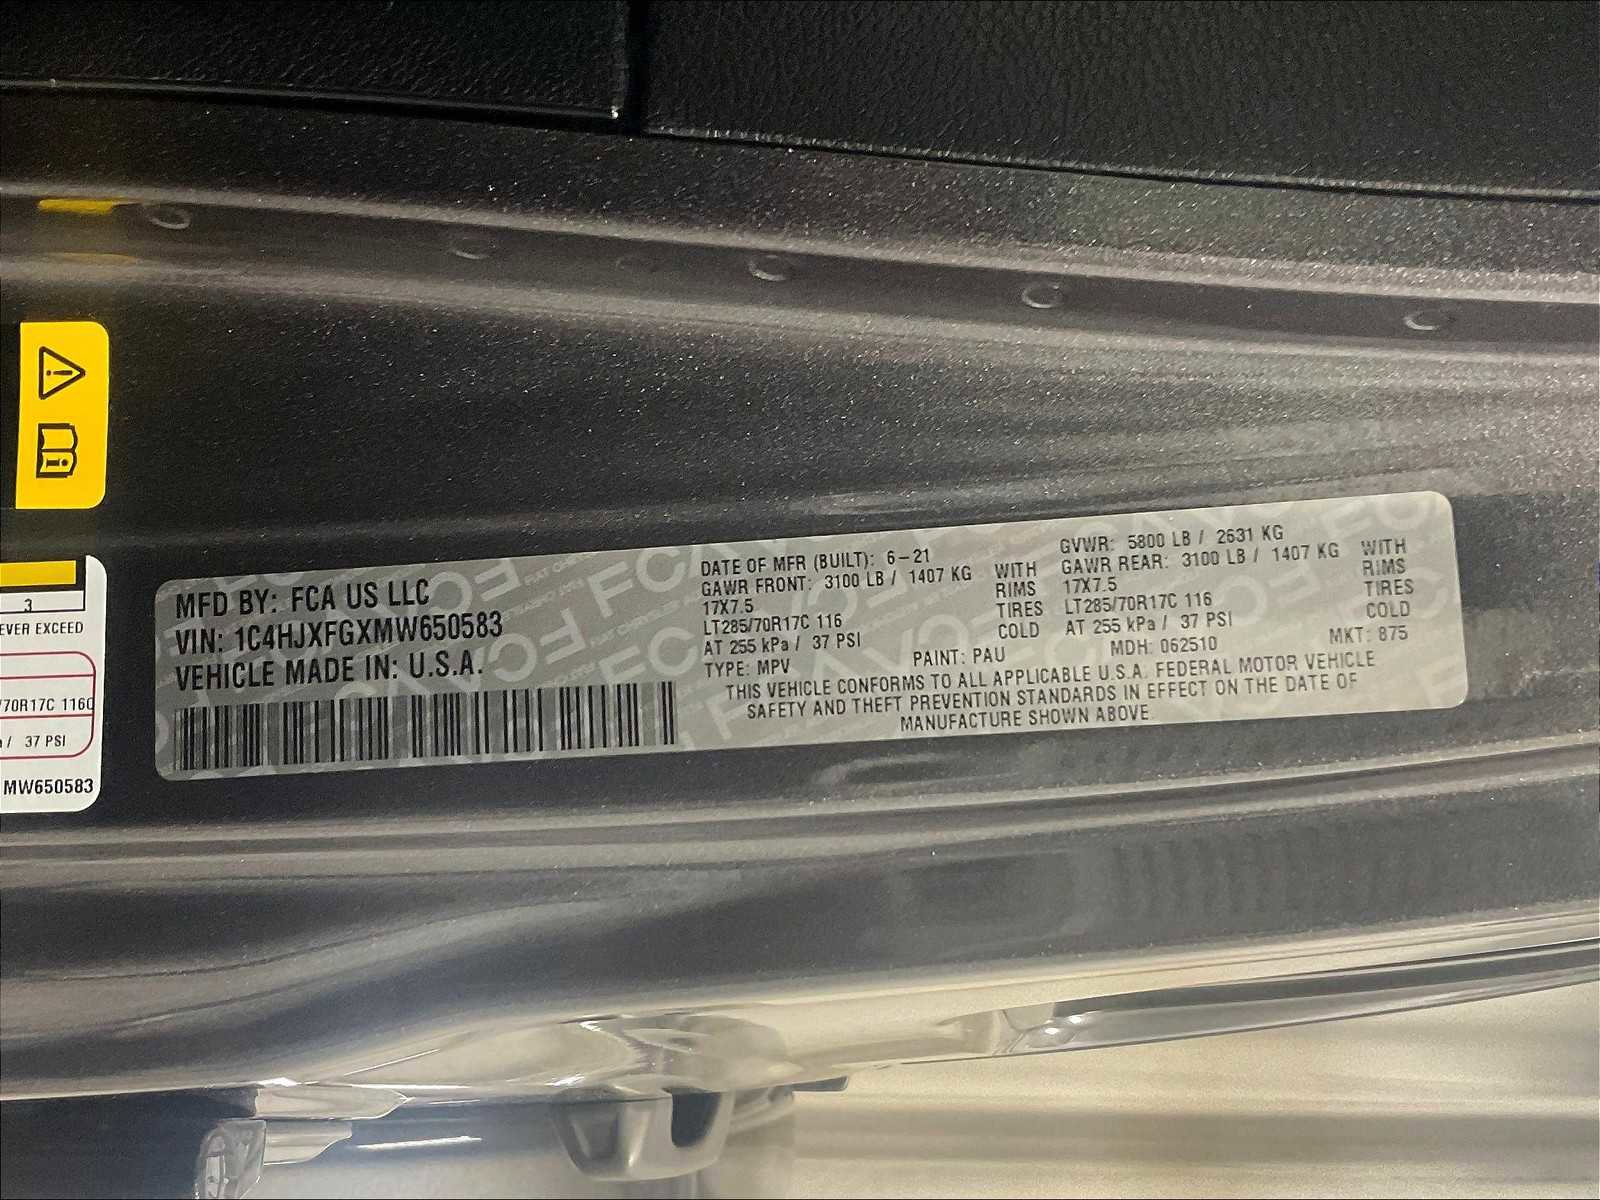 MFD BY: FCA US LLC
VIN: 1C4HJXFGXMW650583
VEHICLE MADE IN: U.S.A.
DATE OF MFR (BUILT): 6-21
GAWR FRONT: 3100 LB / 1407 KG WITH
17X7.5 RIMS
LT285/70R17C 116 TIRES
AT 255 kPa / 37 PSI COLD
GVWR: 5800 LB / 2631 KG
GAWR REAR: 3100 LB / 1407 KG WITH
17X7.5 RIMS
LT285/70R17C 116 TIRES
AT 255 kPa / 37 PSI COLD
TYPE: MPV PAINT: PAU MDH: 062510 MKT: 875
THIS VEHICLE CONFORMS TO ALL APPLICABLE U.S.A. FEDERAL MOTOR VEHICLE
SAFETY AND THEFT PREVENTION STANDARDS IN EFFECT ON THE DATE OF
MANUFACTURE SHOWN ABOVE.
3
EVER EXCEED
/70R17C 116C
/ 37 PSI
MW650583